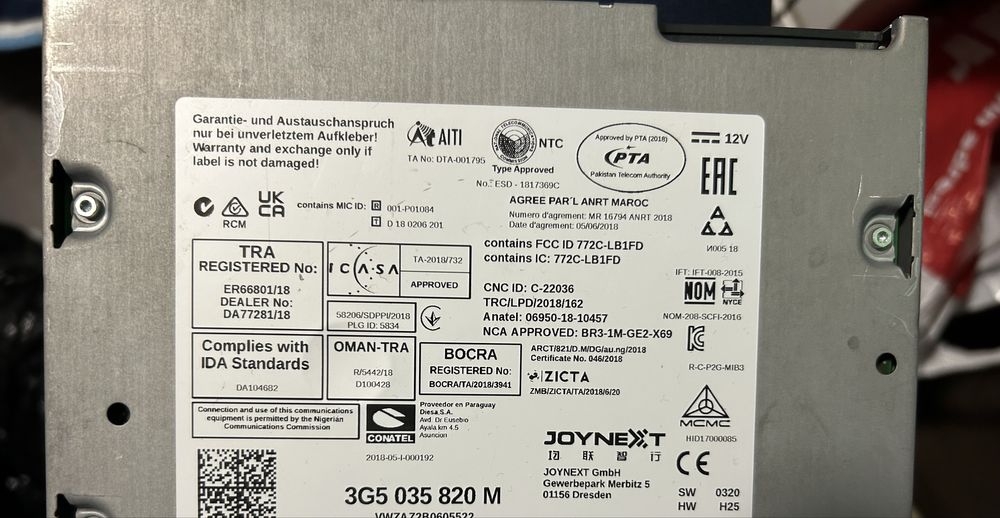 Garantie- und Austauschanspruch
nur bei unverletztem Aufkleber!
Warranty and exchange only if
label is not damaged!
AITI
TA No: DTA-001795
NTC
Type Approved
No.: ESD - 1817369C
Approved by PTA (2018)
PTA
Pakistan Telecom Authority
12V
EAC
RCM
UK
CA
contains MIC ID: R 001-P01084
T D 18 0206 201
AGREE PAR'L ANRT MAROC
Numero d'agrement: MR 16794 ANRT 2018
Date d'agrement: 05/06/2018
И005 18
TRA
REGISTERED No:
ER66801/18
DEALER No:
DA77281/18
ICASA
TA-2018/732
APPROVED
58206/SDPPI/2018
PLG ID: 5834
contains FCC ID 772C-LB1FD
contains IC: 772C-LB1FD
CNC ID: C-22036
TRC/LPD/2018/162
Anatel: 06950-18-10457
NCA APPROVED: BR3-1M-GE2-X69
IFT: IFT-008-2015
NOM
NYCE
NOM-208-SCFI-2016
Complies with
IDA Standards
DA104682
OMAN-TRA
R/5442/18
D100428
BOCRA
REGISTERED No:
BOCRA/TA/2018/3941
ARCT/821/D.M/DG/au.ng/2018
Certificate No. 046/2018
ZICTA
ZMB/ZICTA/TA/2018/6/20
R-C-P2G-MIB3
MCMC
HID17000085
Connection and use of this communications
equipment is permitted by the Nigerian
Communications Commission
CONATEL
Proveedor en Paraguay
Diesa.S.A.
Avd. Dr Eusebio
Ayala km 4.5
Asuncion
2018-05-I-000192
JOYNEXT
均 联 智 行
JOYNEXT GmbH
Gewerbepark Merbitz 5
01156 Dresden
CE
SW 0320
HW H25
3G5 035 820 M
VWZAZ2B0605522